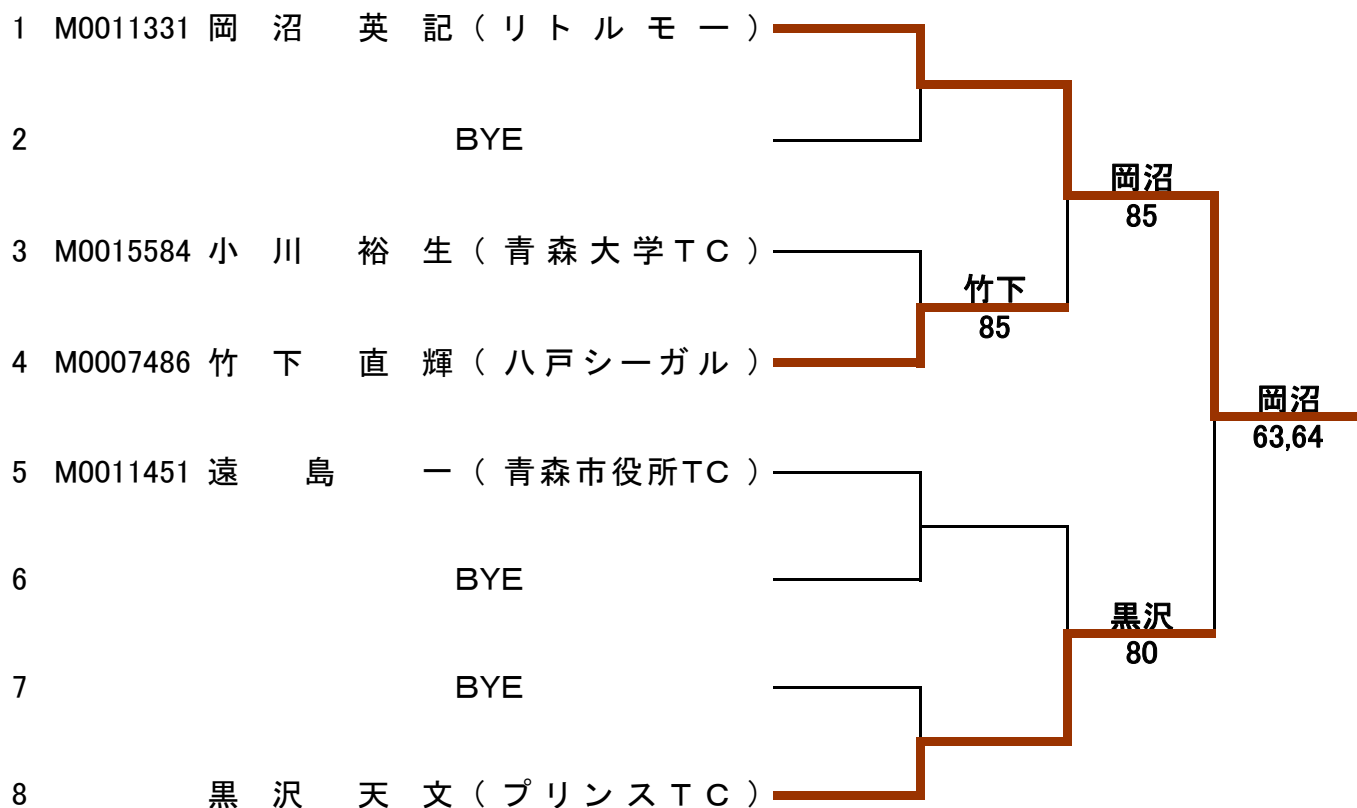 1 M0011331 岡沼 英記(リトルモー)
2 BYE
岡沼
85
3 M0015584 小川 裕生(青森大学TC)
竹下
85
4 M0007486 竹下 直輝(八戸シーガル)
岡沼
63,64
5 M0011451 遠島 一(青森市役所TC)
6 BYE
黒沢
80
7 BYE
8 黒沢 天文(プリンスTC)